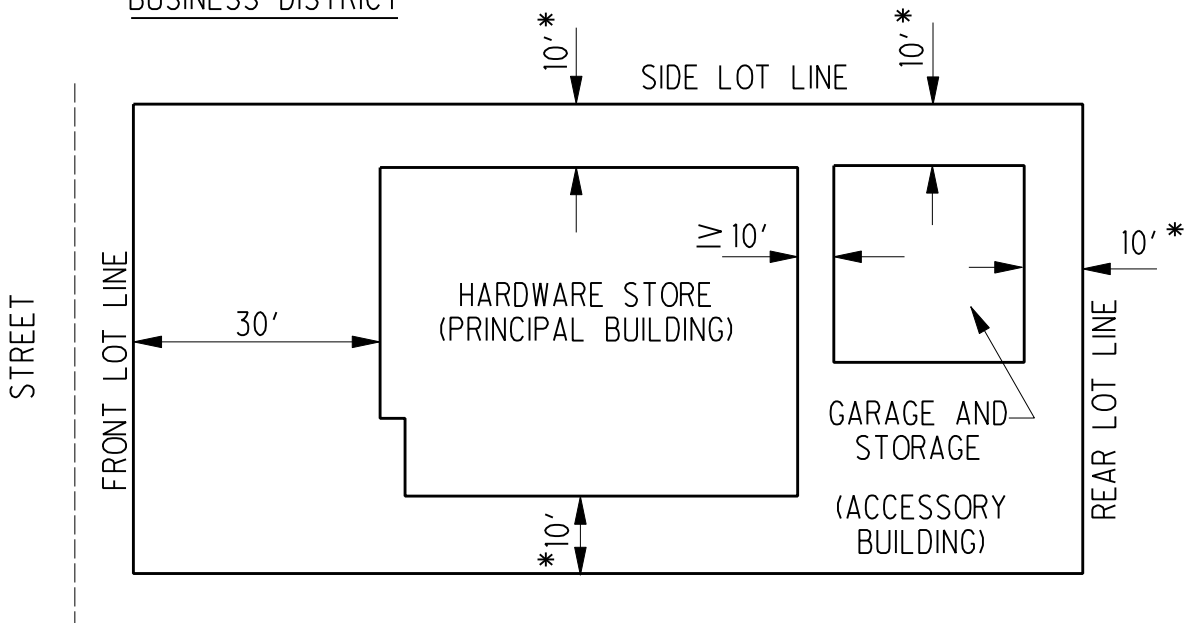 BUSINESS DISTRICT
10'*
10'*
SIDE LOT LINE
≥ 10'
10'*
HARDWARE STORE
(PRINCIPAL BUILDING)
30'
STREET
FRONT LOT LINE
GARAGE AND
STORAGE
(ACCESSORY
BUILDING)
REAR LOT LINE
*10'